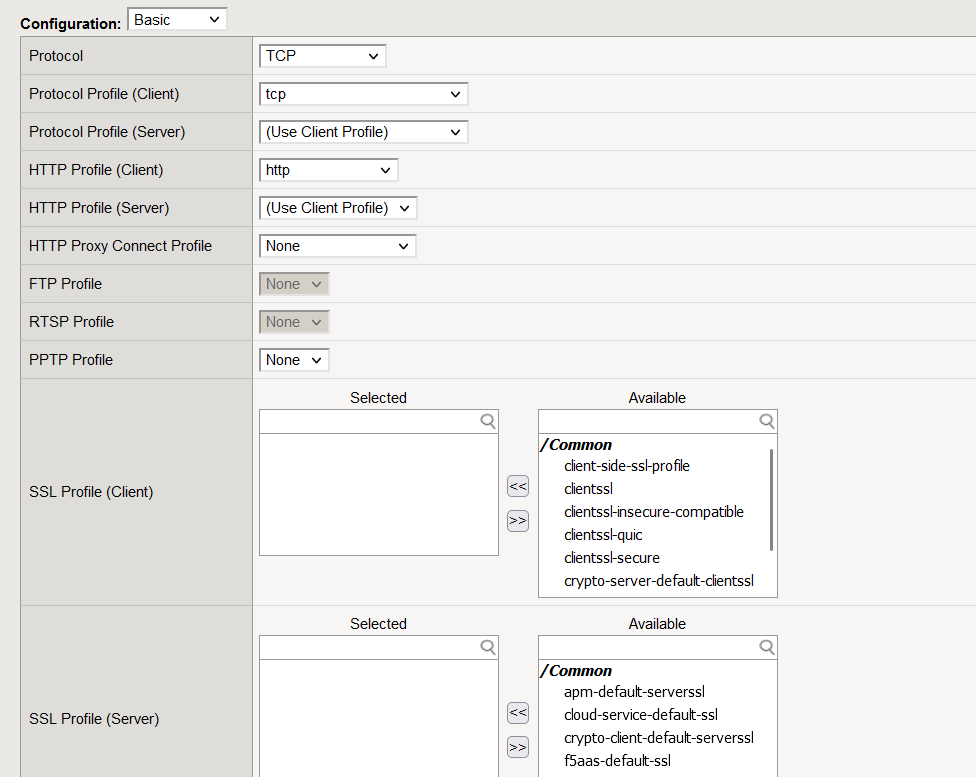 Configuration: Basic
Protocol TCP
Protocol Profile (Client) tcp
Protocol Profile (Server) (Use Client Profile)
HTTP Profile (Client) http
HTTP Profile (Server) (Use Client Profile)
HTTP Proxy Connect Profile None
FTP Profile None
RTSP Profile None
PPTP Profile None
SSL Profile (Client)
Selected
<<
>>
Available
/Common
client-side-ssl-profile
clientssl
clientssl-insecure-compatible
clientssl-quic
clientssl-secure
crypto-server-default-clientssl
SSL Profile (Server)
Selected
<<
>>
Available
/Common
apm-default-serverssl
cloud-service-default-ssl
crypto-client-default-serverssl
f5aas-default-ssl